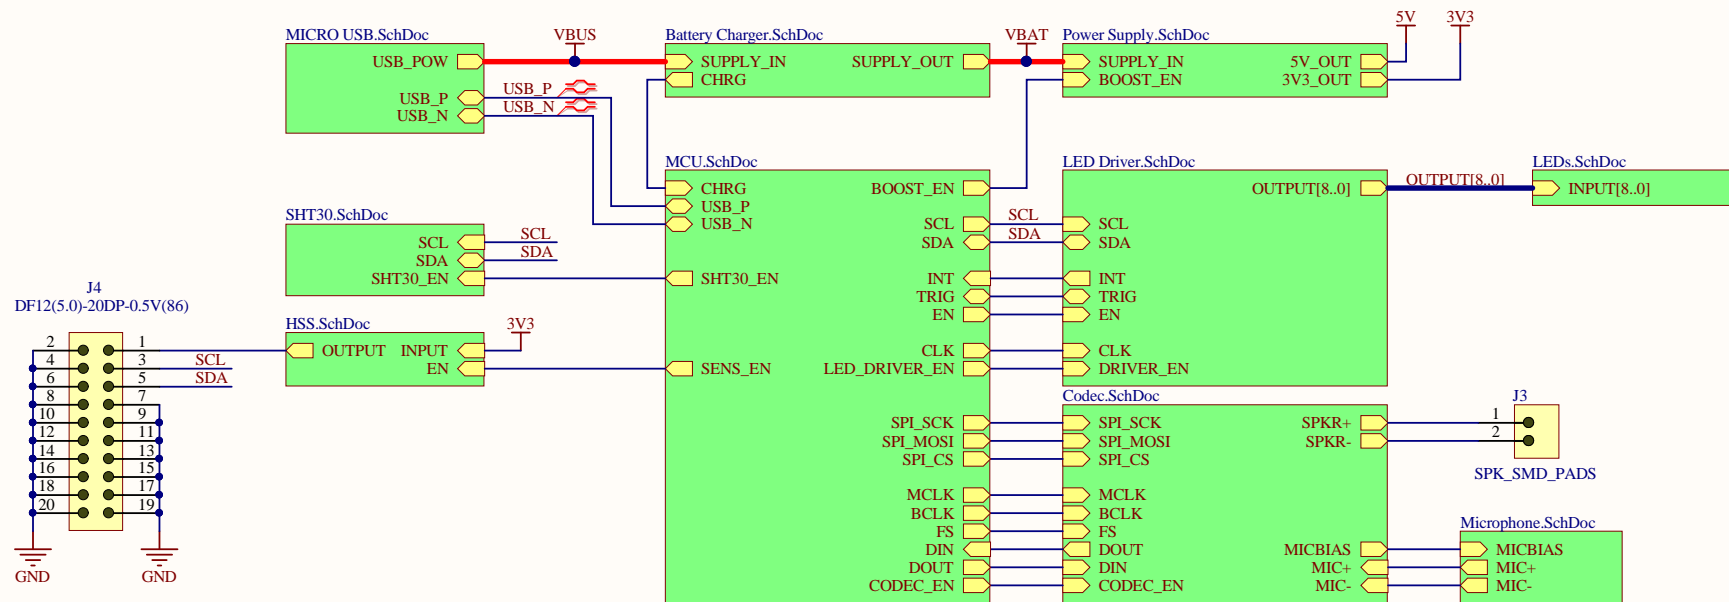 5V
3V3
MICRO USB.SchDoc
VBUS
Battery Charger.SchDoc
VBAT
Power Supply.SchDoc
USB_POW
SUPPLY_IN
SUPPLY_OUT
SUPPLY_IN
5V_OUT
CHRG
BOOST_EN
3V3_OUT
USB_P
USB_P
USB_N
USB_N
MCU.SchDoc
LED Driver.SchDoc
LEDs.SchDoc
CHRG
BOOST_EN
OUTPUT[8..0]
OUTPUT[8..0]
INPUT[8..0]
USB_P
USB_N
SCL
SCL
SCL
SDA
SDA
SDA
SHT30.SchDoc
SCL
SCL
SDA
SDA
SHT30_EN
SHT30_EN
INT
INT
TRIG
TRIG
EN
EN
J4
DF12(5.0)-20DP-0.5V(86)
HSS.SchDoc
3V3
OUTPUT
INPUT
CLK
CLK
EN
SENS_EN
LED_DRIVER_EN
DRIVER_EN
2
1
4
3
SCL
6
5
SDA
8
7
10
9
12
11
14
13
16
15
18
17
20
19
GND
GND
Codec.SchDoc
J3
SPI_SCK
SPI_SCK
SPKR+
1
SPI_MOSI
SPI_MOSI
SPKR-
2
SPI_CS
SPI_CS
SPK_SMD_PADS
MCLK
MCLK
BCLK
BCLK
FS
FS
Microphone.SchDoc
DIN
DOUT
MICBIAS
MICBIAS
DOUT
DIN
MIC+
MIC+
CODEC_EN
CODEC_EN
MIC-
MIC-